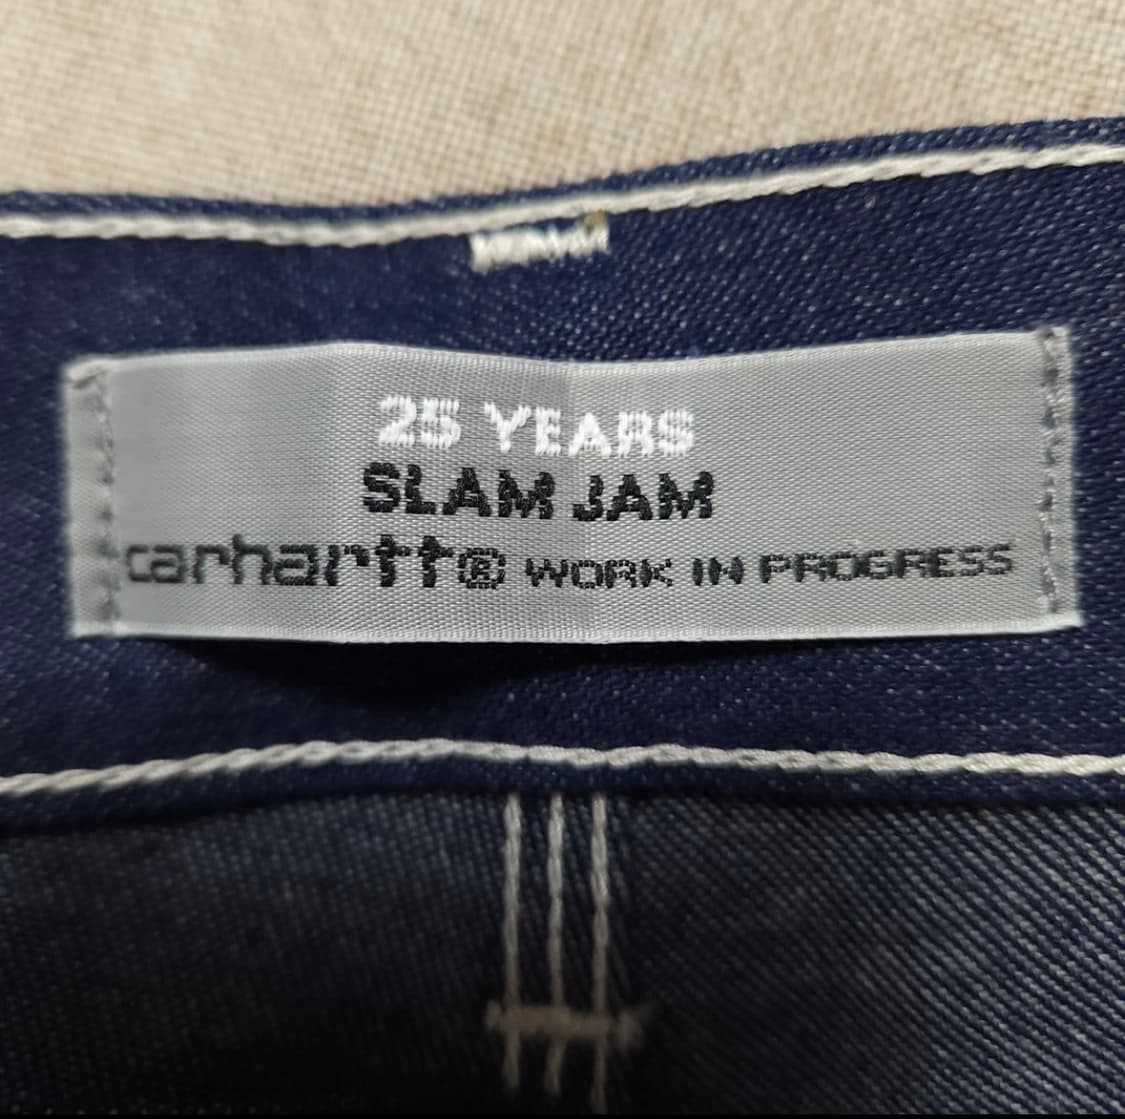 25 YEARS
SLAM JAM
carhartt® WORK IN PROGRESS